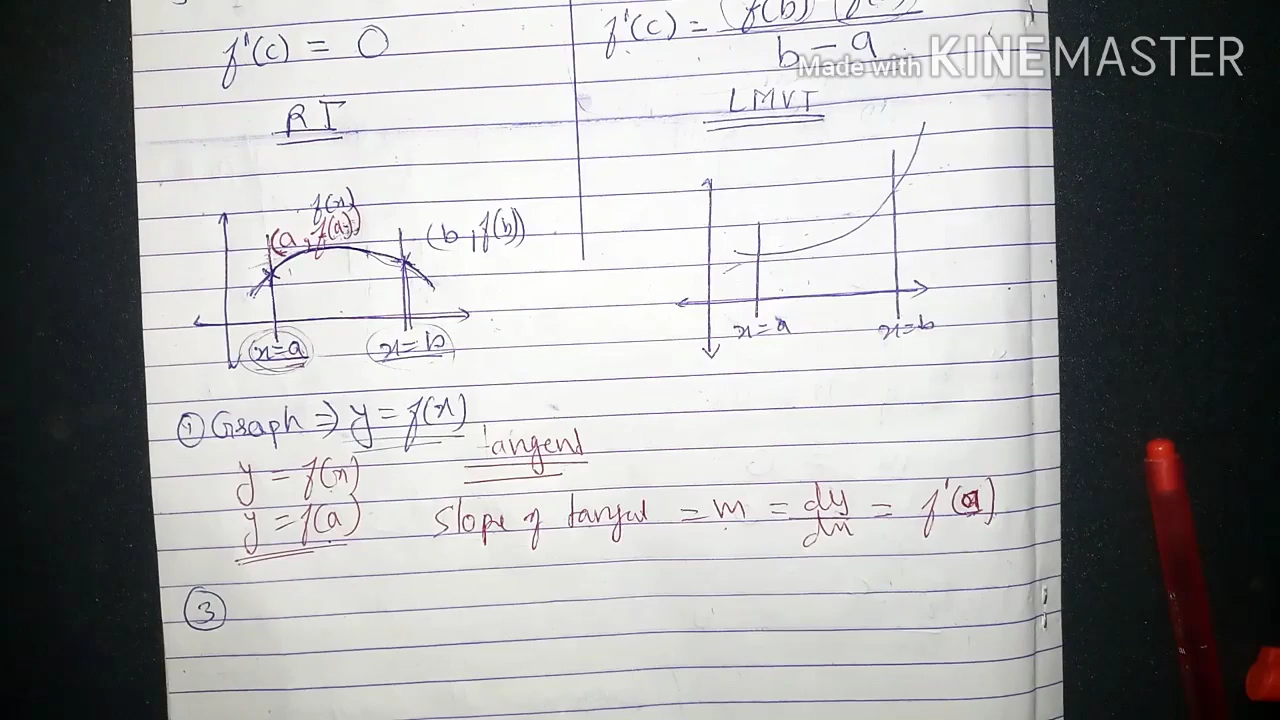 f'(c) = 0
f'(c) =
b - a
Made with KINEMASTER
RT
LMVT
f(x)
(a, f(a))
(b, f(b))
x=a
x=b
x=a
x=b
① Graph ⇒ y = f(x)
tangent
y = f(x)
y = f(a)
slope of tangent = m = dy/dx = f'(a)
③